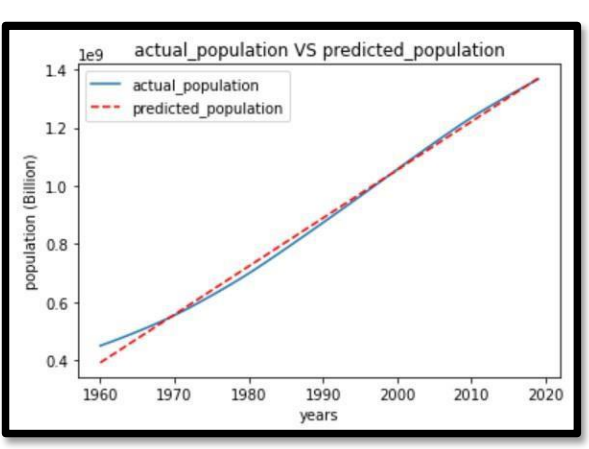 actual_population VS predicted_population
1e9
actual_population
predicted_population
population (Billion)
1.4
1.2
1.0
0.8
0.6
0.4
1960 1970 1980 1990 2000 2010 2020
years